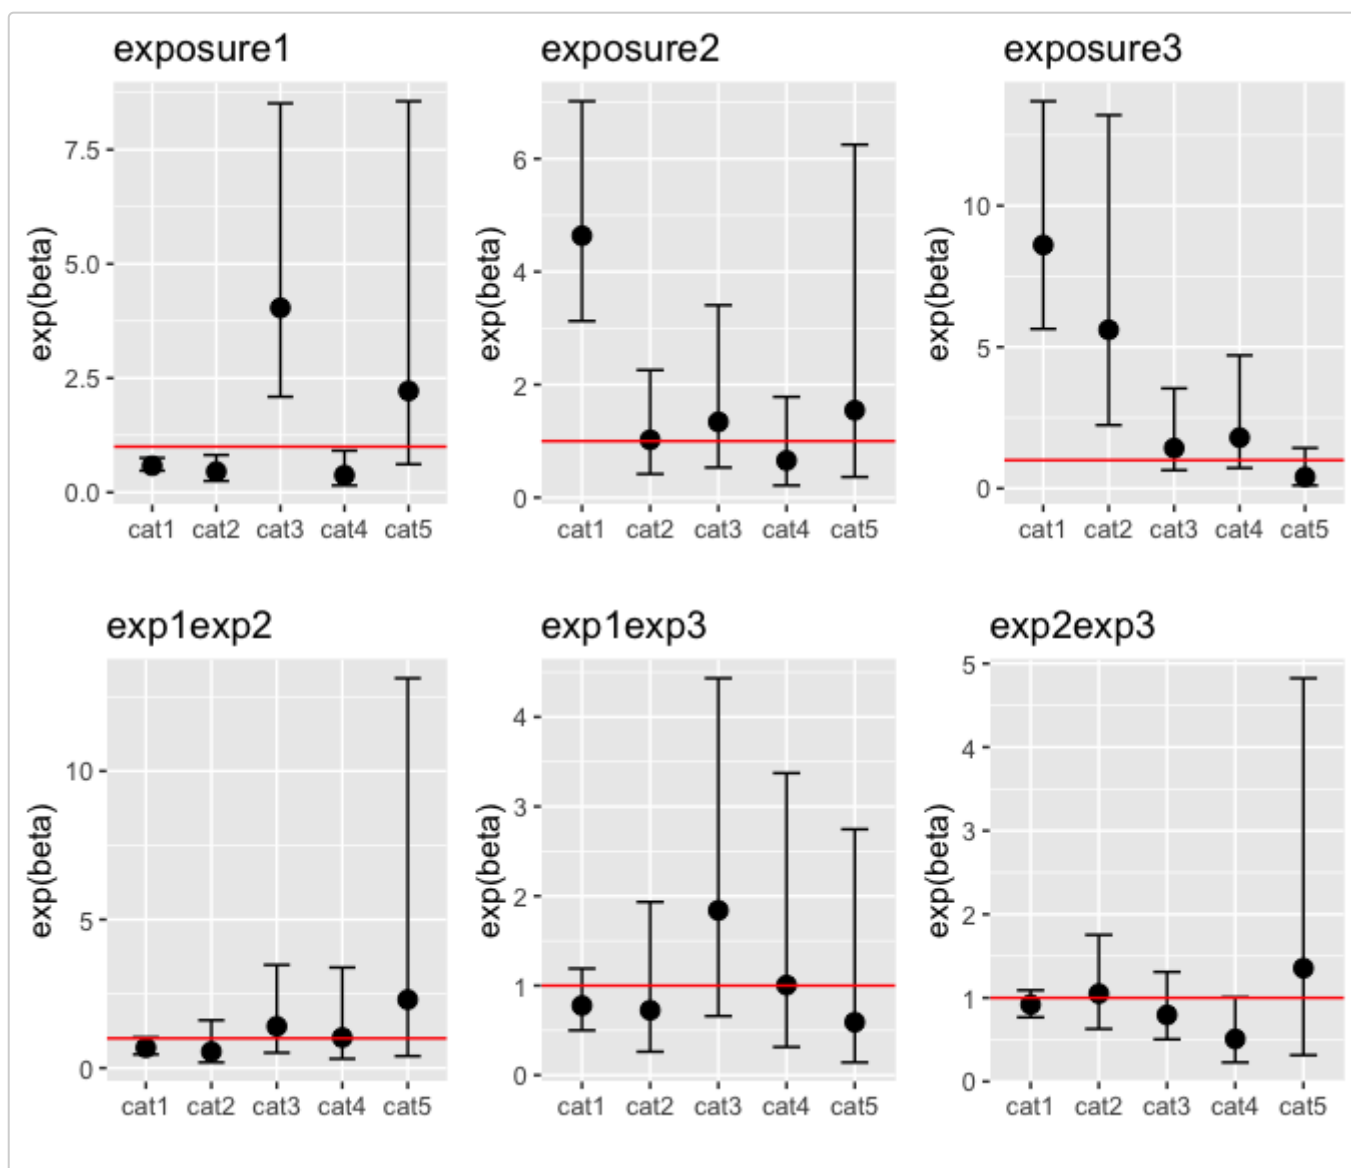 exposure1
exp(beta)
7.5
5.0
2.5
0.0
cat1 cat2 cat3 cat4 cat5
exposure2
exp(beta)
6
4
2
0
cat1 cat2 cat3 cat4 cat5
exposure3
exp(beta)
10
5
0
cat1 cat2 cat3 cat4 cat5
exp1exp2
exp(beta)
10
5
0
cat1 cat2 cat3 cat4 cat5
exp1exp3
exp(beta)
4
3
2
1
0
cat1 cat2 cat3 cat4 cat5
exp2exp3
exp(beta)
5
4
3
2
1
0
cat1 cat2 cat3 cat4 cat5